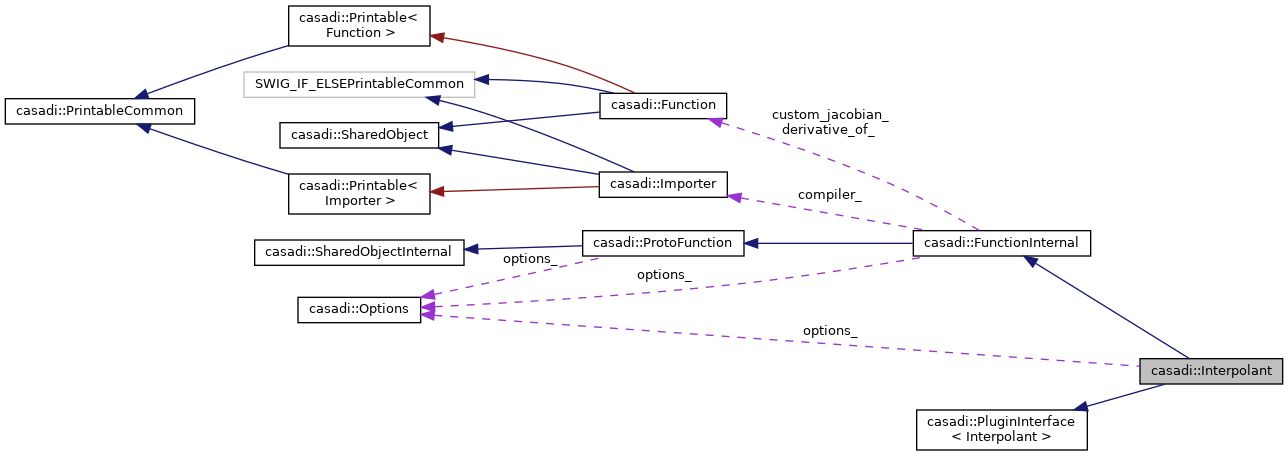 casadi::Printable<
Function >
SWIG_IF_ELSEPrintableCommon
casadi::PrintableCommon
casadi::Function
custom_jacobian_
derivative_of_
casadi::SharedObject
casadi::Printable<
Importer >
casadi::Importer
compiler_
casadi::SharedObjectInternal
casadi::ProtoFunction
casadi::FunctionInternal
options_
options_
casadi::Options
options_
casadi::Interpolant
casadi::PluginInterface
< Interpolant >